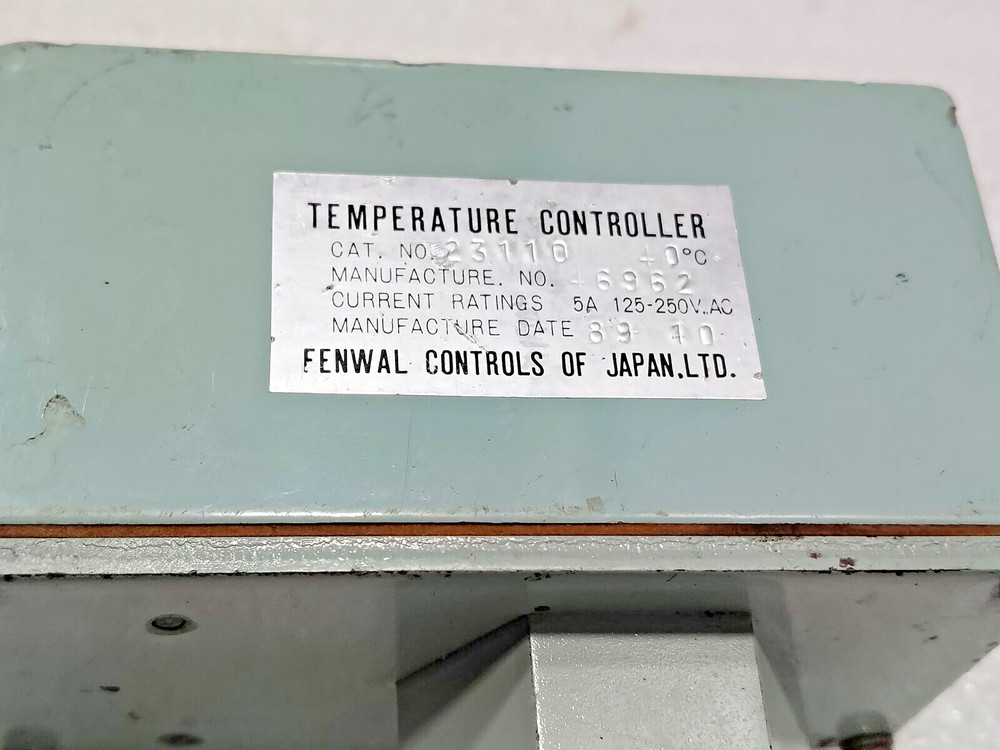 TEMPERATURE CONTROLLER
CAT. NO. 23110 40°C
MANUFACTURE. NO. 46962
CURRENT RATINGS 5A 125-250V.AC
MANUFACTURE DATE 89 10
FENWAL CONTROLS OF JAPAN.LTD.